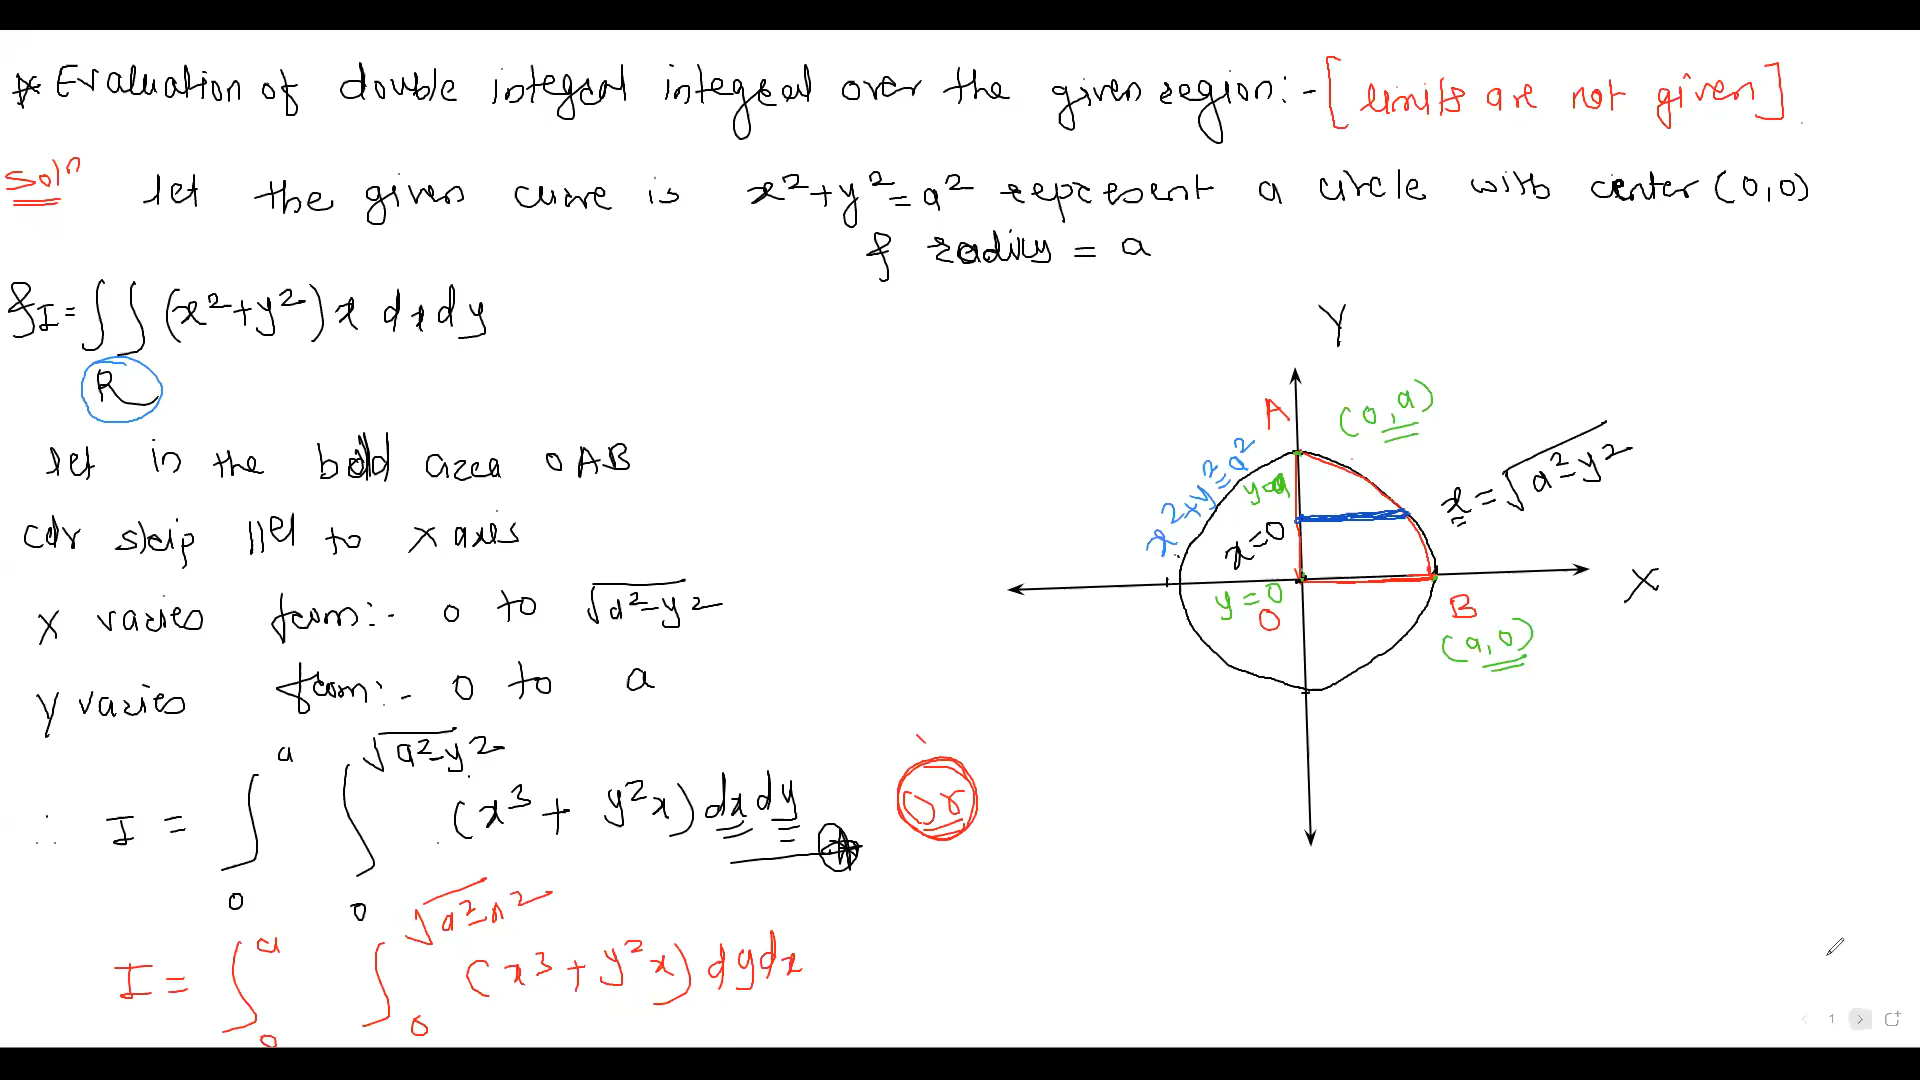 * Evaluation of double integral integral over the given region:- [limits are not given]
Soln let the given curve is x²+y²=a² represent a circle with center (0,0)
& radius = a
& I = ∫∫ (x²+y²) x dx dy
R
let in the bold area OAB
cdr strip ||el to x axis
X varies from:- 0 to √a²-y²
Y varies from:- 0 to a
∴ I = ∫₀^a ∫₀^√a²-y² (x³ + y²x) dx dy
or
I = ∫₀^a ∫₀^√a²-x² (x³ + y²x) dy dx
Y
A
(0,a)
x²+y²=a²
y=a
x = √a²-y²
x=0
y=0
O
B
(a,0)
X
1